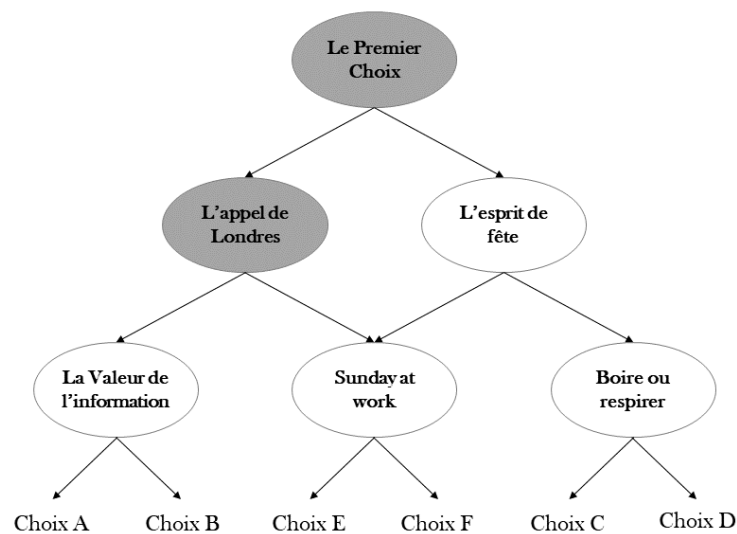 Le Premier
Choix
L'appel de
Londres
L'esprit de
fête
La Valeur de
l'information
Sunday at
work
Boire ou
respirer
Choix A
Choix B
Choix E
Choix F
Choix C
Choix D